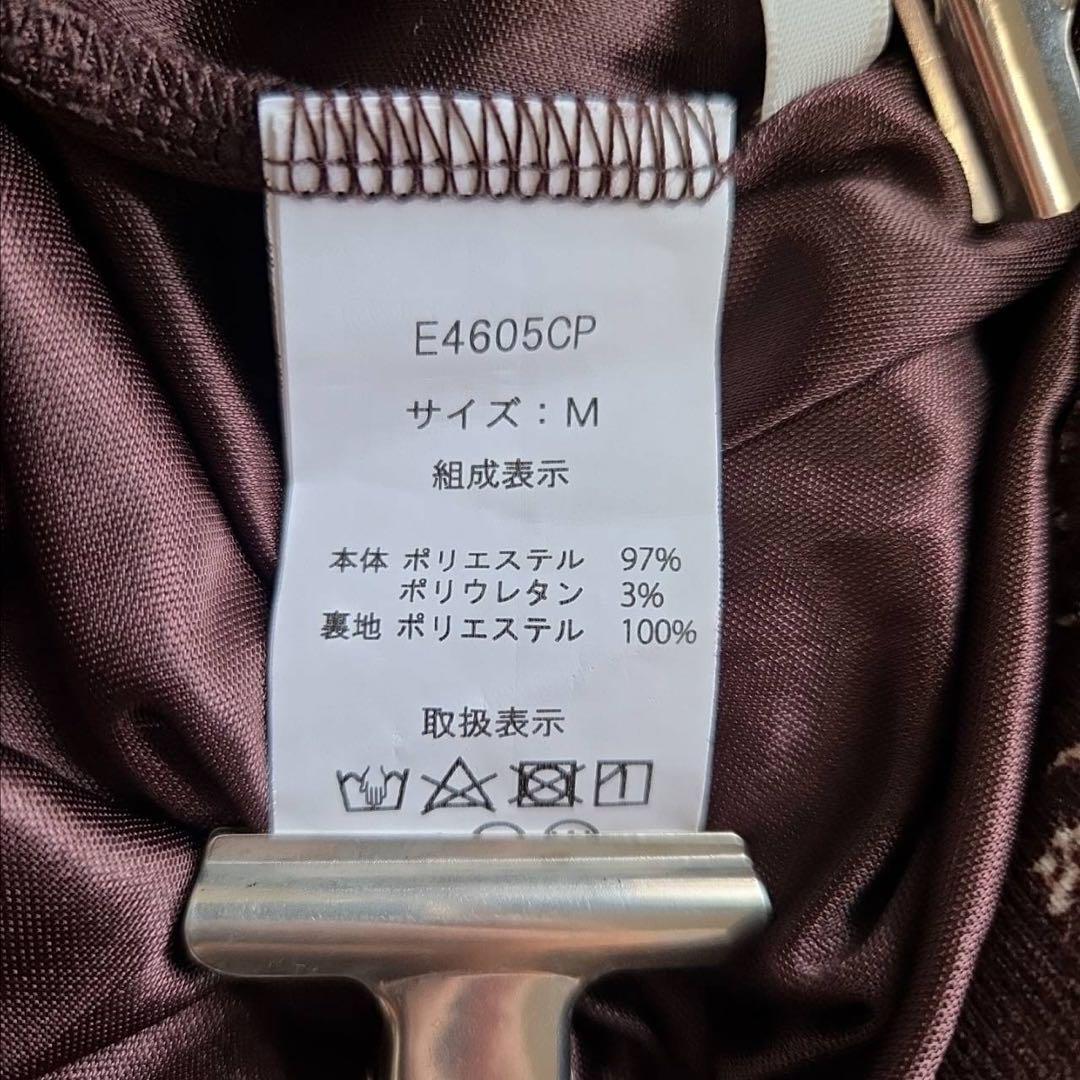 E4605CP
サイズ：M
組成表示
本体 ポリエステル 97%
ポリウレタン 3%
裏地 ポリエステル 100%
取扱表示